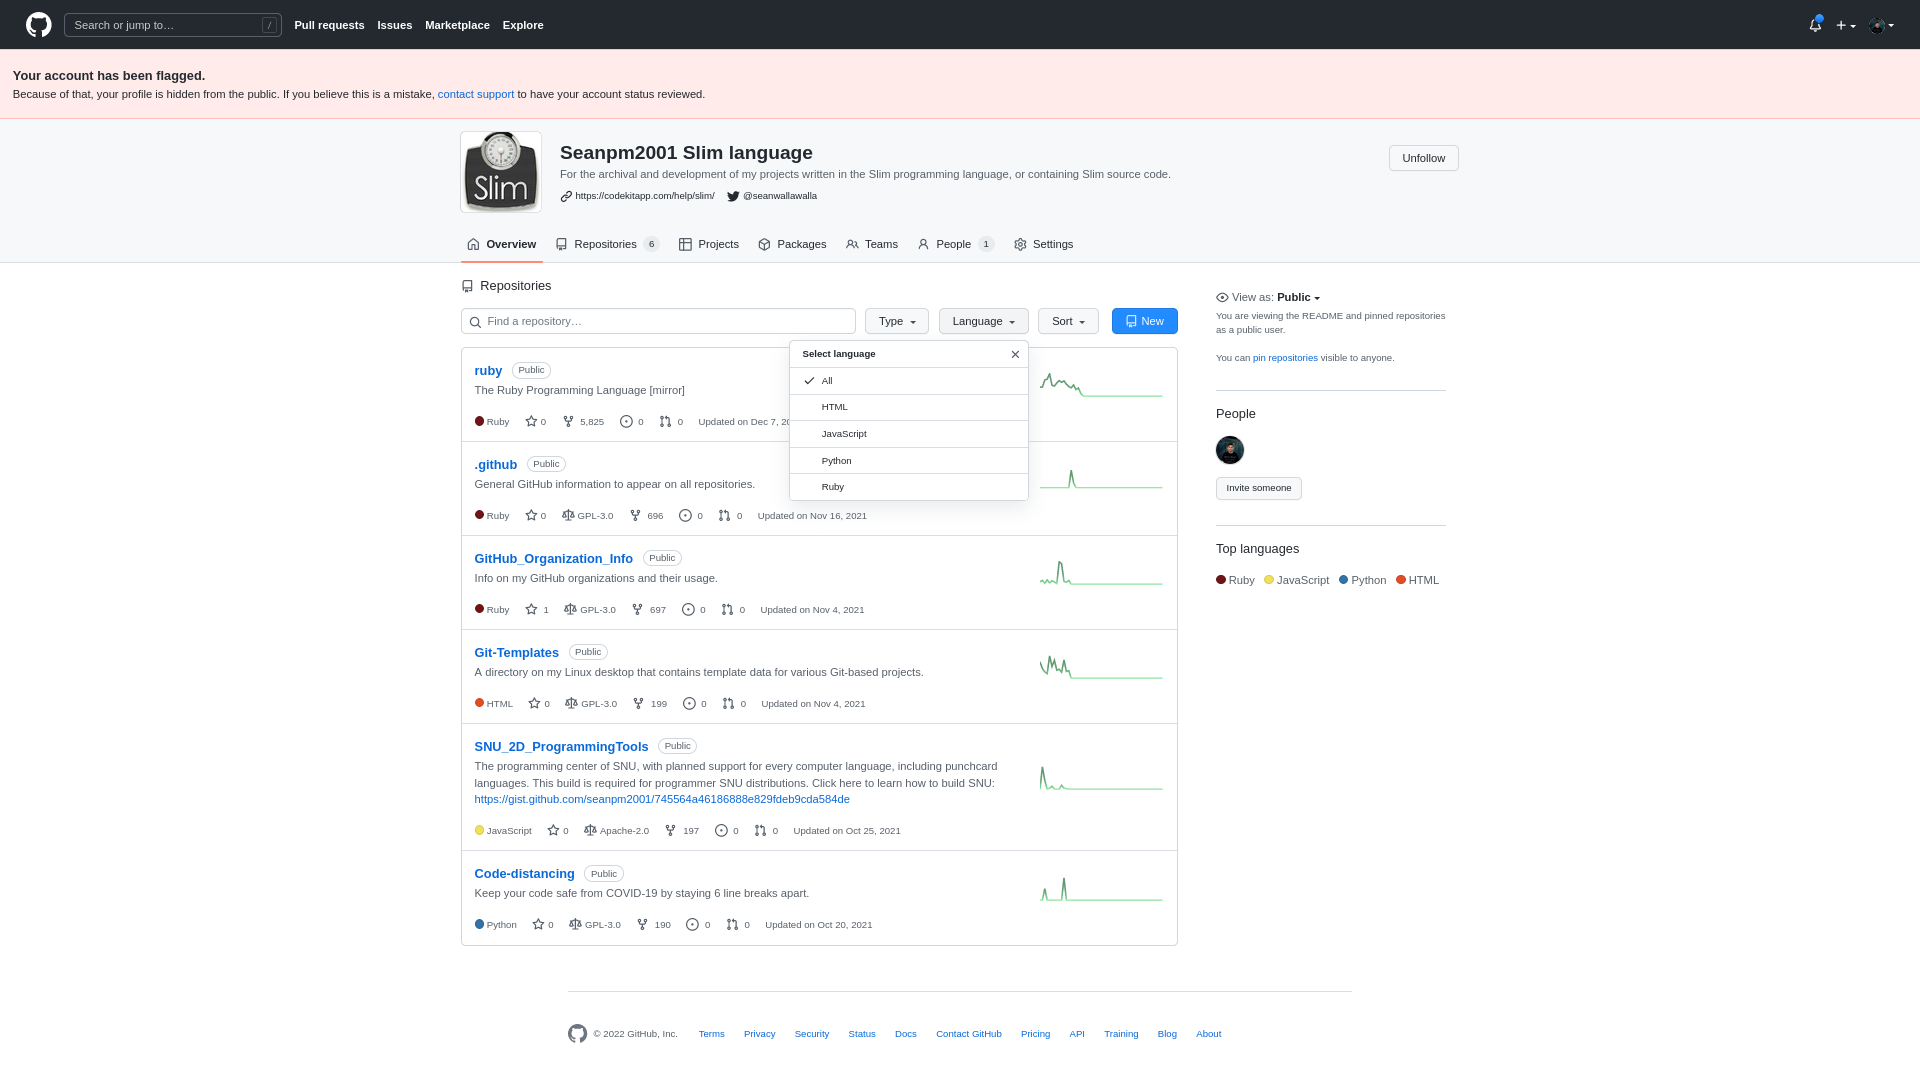 Search or jump to…
/
Pull requests
Issues
Marketplace
Explore
Your account has been flagged.
Because of that, your profile is hidden from the public. If you believe this is a mistake, contact support to have your account status reviewed.
Slim
Seanpm2001 Slim language
For the archival and development of my projects written in the Slim programming language, or containing Slim source code.
https://codekitapp.com/help/slim/
@seanwallawalla
Unfollow
Overview
Repositories 6
Projects
Packages
Teams
People 1
Settings
Repositories
Find a repository…
Type
Language
Sort
New
Select language
All
HTML
JavaScript
Python
Ruby
ruby Public
The Ruby Programming Language [mirror]
Ruby 0 5,825 0 0 Updated on Dec 7, 20
.github Public
General GitHub information to appear on all repositories.
Ruby 0 GPL-3.0 696 0 0 Updated on Nov 16, 2021
GitHub_Organization_Info Public
Info on my GitHub organizations and their usage.
Ruby 1 GPL-3.0 697 0 0 Updated on Nov 4, 2021
Git-Templates Public
A directory on my Linux desktop that contains template data for various Git-based projects.
HTML 0 GPL-3.0 199 0 0 Updated on Nov 4, 2021
SNU_2D_ProgrammingTools Public
The programming center of SNU, with planned support for every computer language, including punchcard
languages. This build is required for programmer SNU distributions. Click here to learn how to build SNU:
https://gist.github.com/seanpm2001/745564a46186888e829fdeb9cda584de
JavaScript 0 Apache-2.0 197 0 0 Updated on Oct 25, 2021
Code-distancing Public
Keep your code safe from COVID-19 by staying 6 line breaks apart.
Python 0 GPL-3.0 190 0 0 Updated on Oct 20, 2021
View as: Public
You are viewing the README and pinned repositories
as a public user.
You can pin repositories visible to anyone.
People
Invite someone
Top languages
Ruby JavaScript Python HTML
© 2022 GitHub, Inc.
Terms
Privacy
Security
Status
Docs
Contact GitHub
Pricing
API
Training
Blog
About